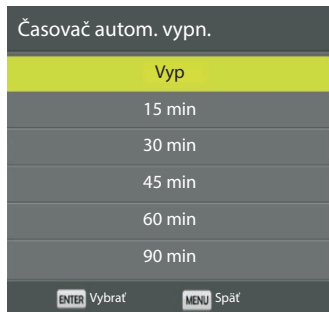 Časovač autom. vypn.
Vyp
15 min
30 min
45 min
60 min
90 min
ENTER Vybrať MENU Späť